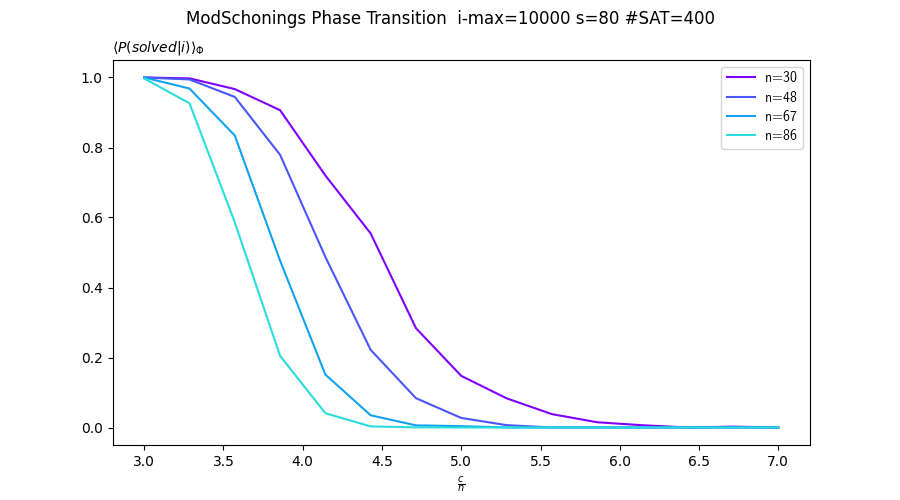 ModSchonings Phase Transition i-max=10000 s=80 #SAT=400
⟨P(solved|i)⟩Φ
1.0
0.8
0.6
0.4
0.2
0.0
n=30
n=48
n=67
n=86
3.0 3.5 4.0 4.5 5.0 5.5 6.0 6.5 7.0
c/n